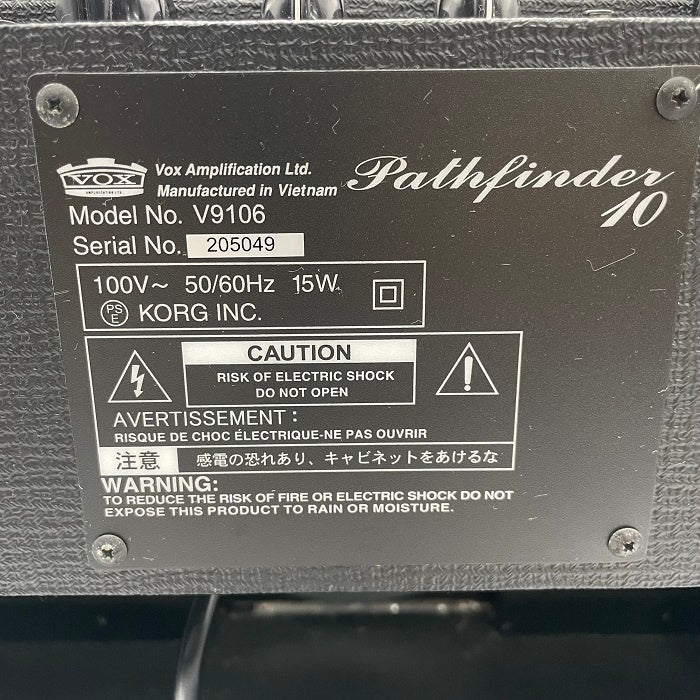 VOX
AMPLIFICATION LTD.
Vox Amplification Ltd.
Manufactured in Vietnam
Pathfinder
10
Model No. V9106
Serial No. 205049
100V~ 50/60Hz 15W
PS
E
KORG INC.
CAUTION
RISK OF ELECTRIC SHOCK
DO NOT OPEN
AVERTISSEMENT :
RISQUE DE CHOC ÉLECTRIQUE-NE PAS OUVRIR
注意 感電の恐れあり、キャビネットをあけるな
WARNING:
TO REDUCE THE RISK OF FIRE OR ELECTRIC SHOCK DO NOT
EXPOSE THIS PRODUCT TO RAIN OR MOISTURE.